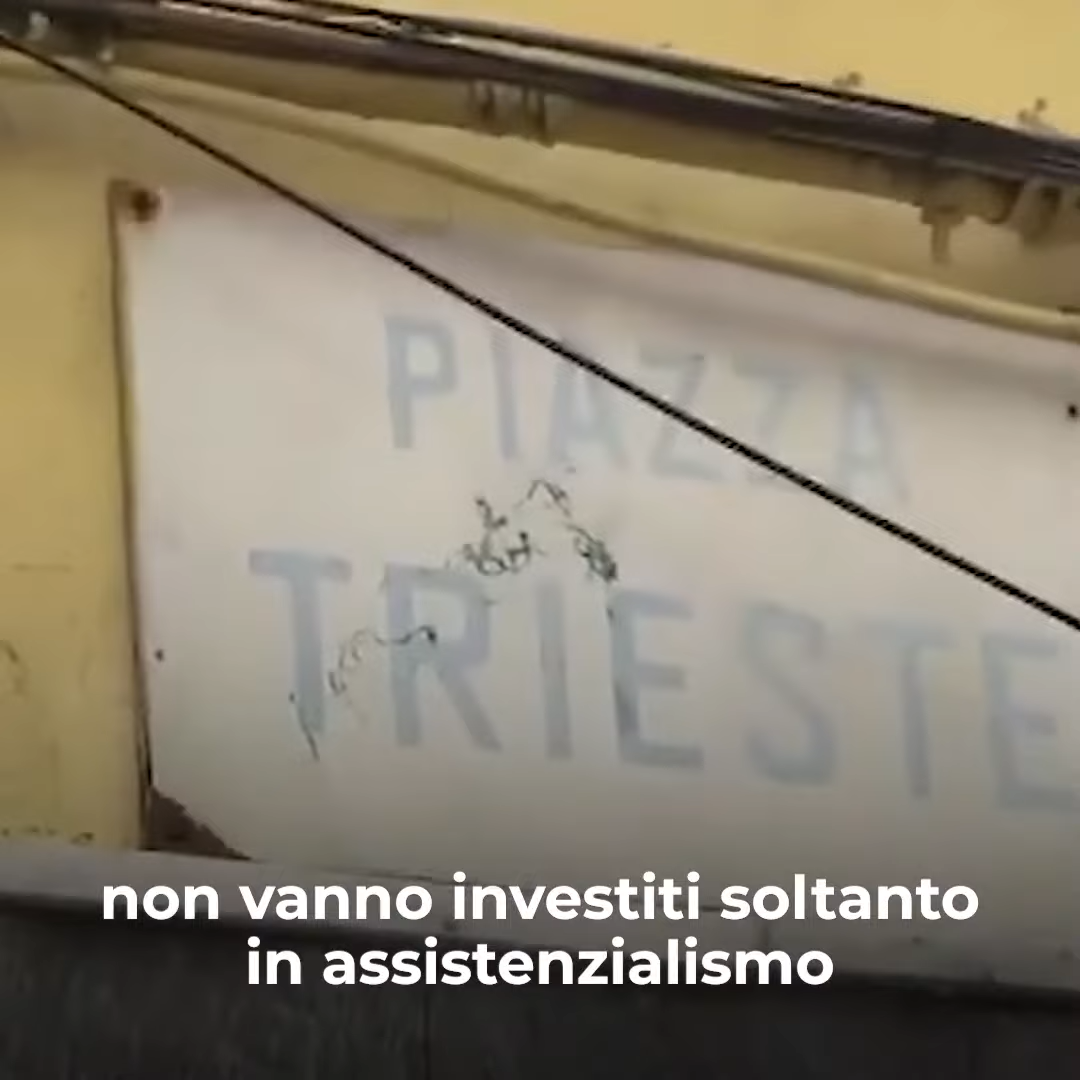 PIAZZA
TRIESTE
non vanno investiti soltanto
in assistenzialismo